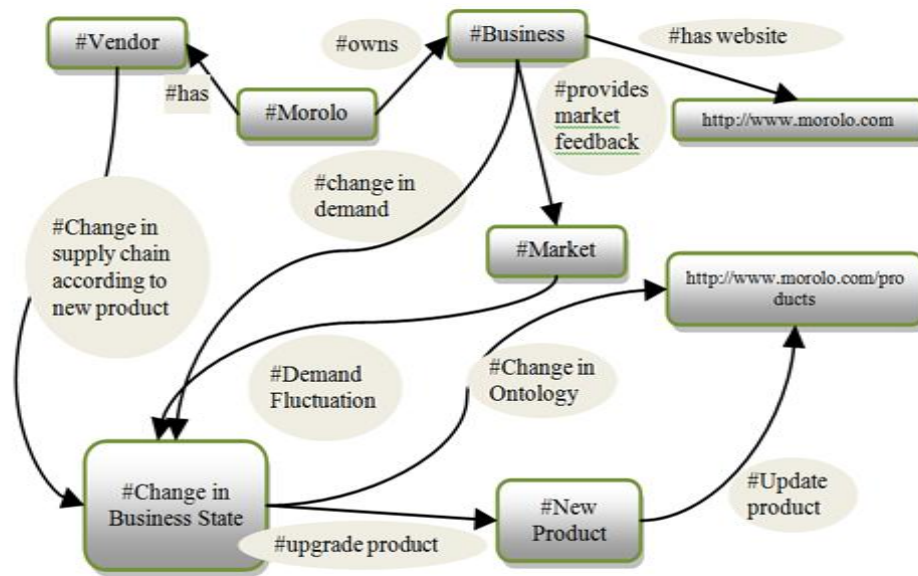 #Vendor
#owns
#Business
#has website
#has
#Morolo
#provides
market
feedback
http://www.morolo.com
#change in
demand
#Change in
supply chain
according to
new product
#Market
http://www.morolo.com/pro
ducts
#Demand
Fluctuation
#Change in
Ontology
#Change in
Business State
#New
Product
#Update
product
#upgrade product